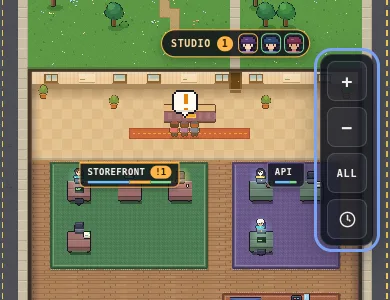 STUDIO 1
+
−
ALL
STOREFRONT !1
API
!